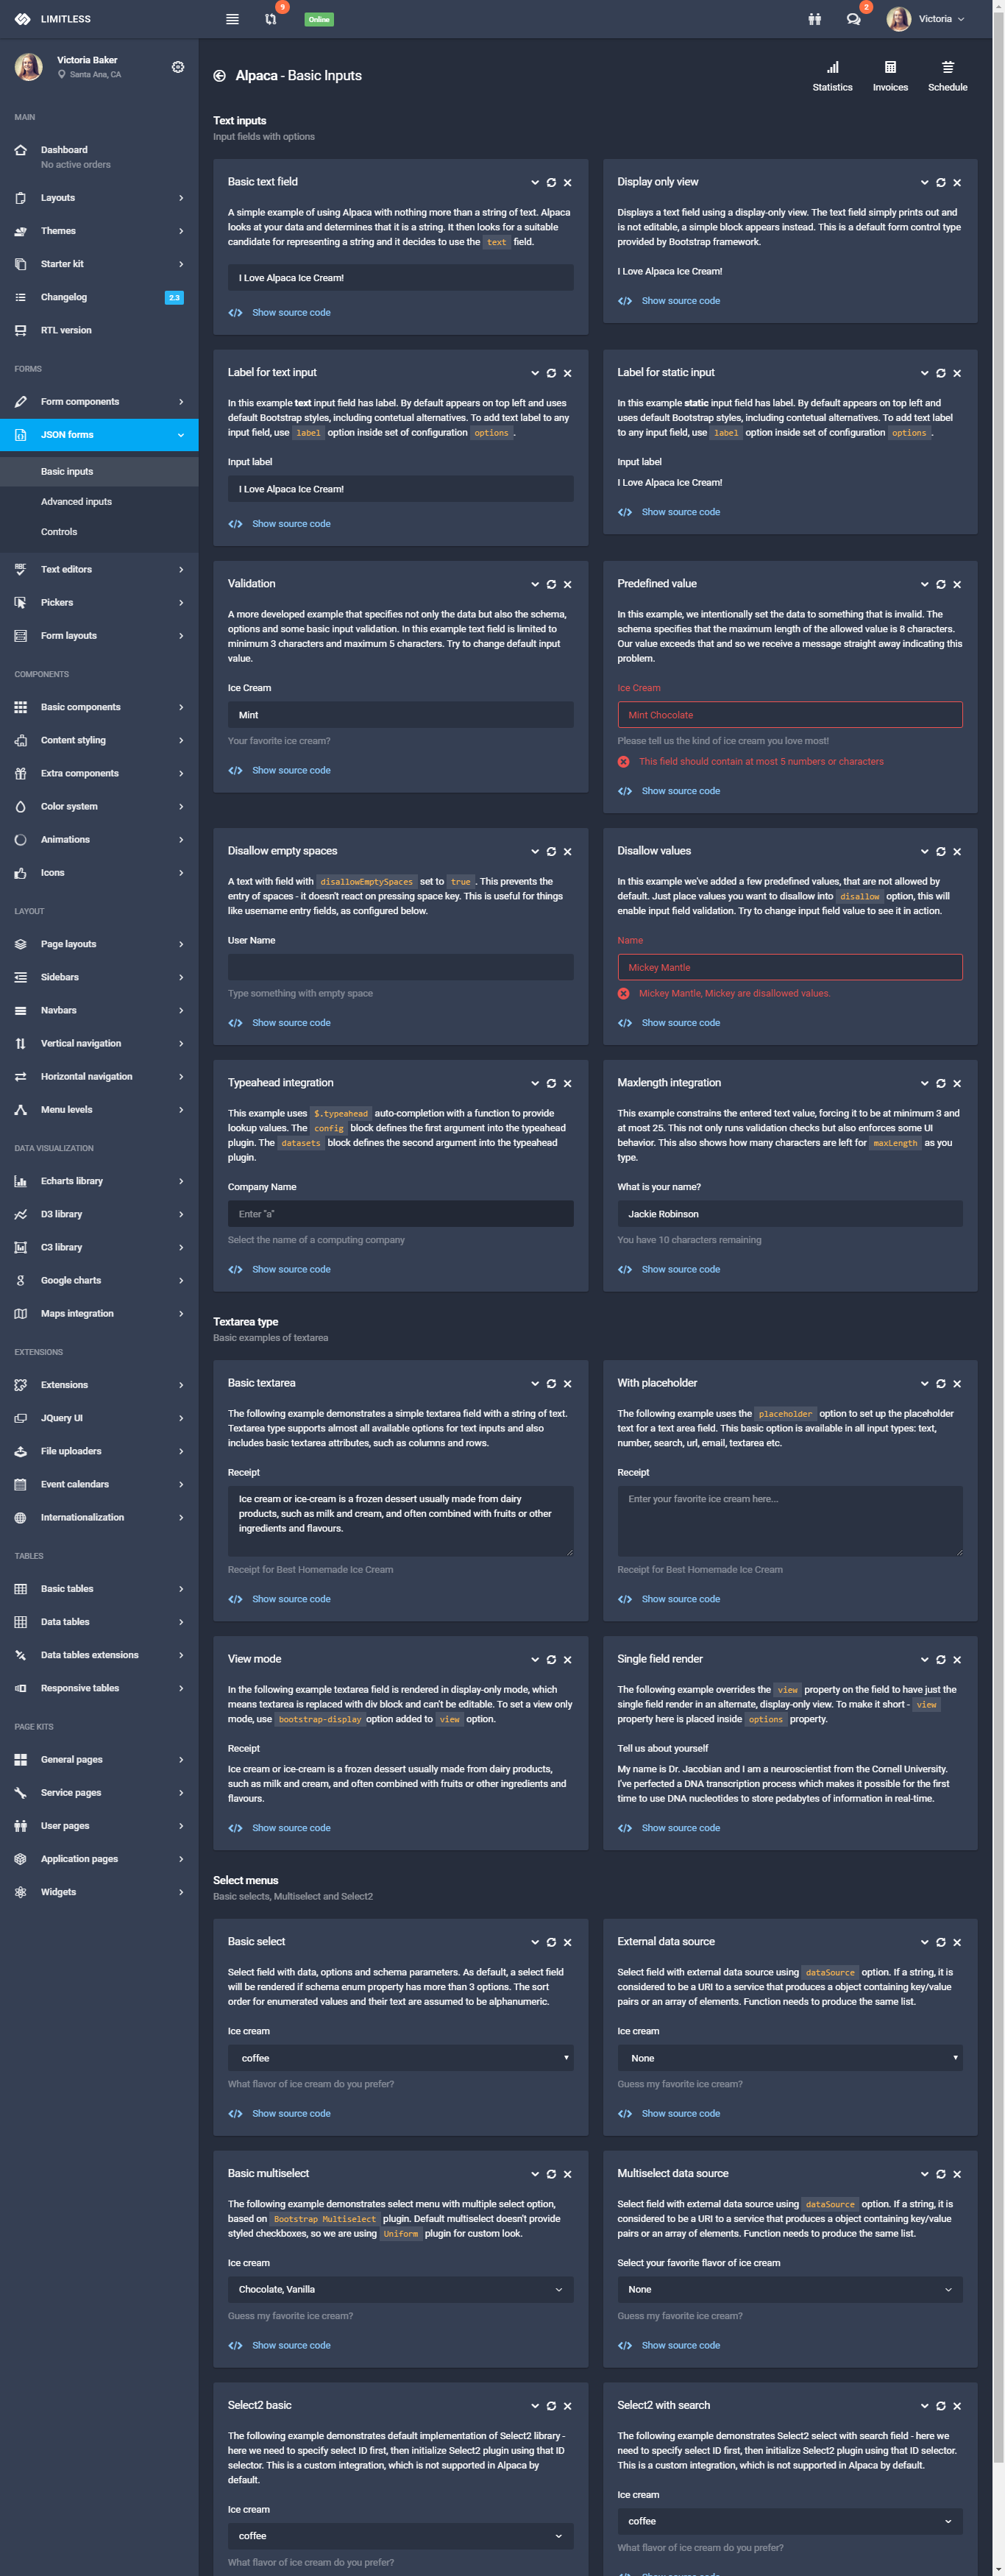 LIMITLESS
9
Online
2
Victoria
Victoria Baker
Santa Ana, CA
MAIN
Dashboard
No active orders
Layouts
Themes
Starter kit
Changelog
2.3
RTL version
FORMS
Form components
JSON forms
Basic inputs
Advanced inputs
Controls
Text editors
Pickers
Form layouts
COMPONENTS
Basic components
Content styling
Extra components
Color system
Animations
Icons
LAYOUT
Page layouts
Sidebars
Navbars
Vertical navigation
Horizontal navigation
Menu levels
DATA VISUALIZATION
Echarts library
D3 library
C3 library
Google charts
Maps integration
EXTENSIONS
Extensions
JQuery UI
File uploaders
Event calendars
Internationalization
TABLES
Basic tables
Data tables
Data tables extensions
Responsive tables
PAGE KITS
General pages
Service pages
User pages
Application pages
Widgets
Alpaca - Basic Inputs
Statistics
Invoices
Schedule
Text inputs
Input fields with options
Basic text field
A simple example of using Alpaca with nothing more than a string of text. Alpaca
looks at your data and determines that it is a string. It then looks for a suitable
candidate for representing a string and it decides to use the text field.
I Love Alpaca Ice Cream!
Show source code
Display only view
Displays a text field using a display-only view. The text field simply prints out and
is not editable, a simple block appears instead. This is a default form control type
provided by Bootstrap framework.
I Love Alpaca Ice Cream!
Show source code
Label for text input
In this example text input field has label. By default appears on top left and uses
default Bootstrap styles, including contetual alternatives. To add text label to any
input field, use label option inside set of configuration options.
Input label
I Love Alpaca Ice Cream!
Show source code
Label for static input
In this example static input field has label. By default appears on top left and
uses default Bootstrap styles, including contetual alternatives. To add text label
to any input field, use label option inside set of configuration options.
Input label
I Love Alpaca Ice Cream!
Show source code
Validation
A more developed example that specifies not only the data but also the schema,
options and some basic input validation. In this example text field is limited to
minimum 3 characters and maximum 5 characters. Try to change default input
value.
Ice Cream
Mint
Your favorite ice cream?
Show source code
Predefined value
In this example, we intentionally set the data to something that is invalid. The
schema specifies that the maximum length of the allowed value is 8 characters.
Our value exceeds that and so we receive a message straight away indicating this
problem.
Ice Cream
Mint Chocolate
Please tell us the kind of ice cream you love most!
This field should contain at most 5 numbers or characters
Show source code
Disallow empty spaces
A text with field with disallowEmptySpaces set to true. This prevents the
entry of spaces - it doesn't react on pressing space key. This is useful for things
like username entry fields, as configured below.
User Name
Type something with empty space
Show source code
Disallow values
In this example we've added a few predefined values, that are not allowed by
default. Just place values you want to disallow into disallow option, this will
enable input field validation. Try to change input field value to see it in action.
Name
Mickey Mantle
Mickey Mantle, Mickey are disallowed values.
Show source code
Typeahead integration
This example uses $.typeahead auto-completion with a function to provide
lookup values. The config block defines the first argument into the typeahead
plugin. The datasets block defines the second argument into the typeahead
plugin.
Company Name
Enter "a"
Select the name of a computing company
Show source code
Maxlength integration
This example constrains the entered text value, forcing it to be at minimum 3 and
at most 25. This not only runs validation checks but also enforces some UI
behavior. This also shows how many characters are left for maxLength as you
type.
What is your name?
Jackie Robinson
You have 10 characters remaining
Show source code
Textarea type
Basic examples of textarea
Basic textarea
The following example demonstrates a simple textarea field with a string of text.
Textarea type supports almost all available options for text inputs and also
includes basic textarea attributes, such as columns and rows.
Receipt
Ice cream or ice-cream is a frozen dessert usually made from dairy
products, such as milk and cream, and often combined with fruits or other
ingredients and flavours.
Receipt for Best Homemade Ice Cream
Show source code
With placeholder
The following example uses the placeholder option to set up the placeholder
text for a text area field. This basic option is available in all input types: text,
number, search, url, email, textarea etc.
Receipt
Enter your favorite ice cream here...
Receipt for Best Homemade Ice Cream
Show source code
View mode
In the following example textarea field is rendered in display-only mode, which
means textarea is replaced with div block and can't be editable. To set a view only
mode, use bootstrap-display option added to view option.
Receipt
Ice cream or ice-cream is a frozen dessert usually made from dairy products,
such as milk and cream, and often combined with fruits or other ingredients and
flavours.
Show source code
Single field render
The following example overrides the view property on the field to have just the
single field render in an alternate, display-only view. To make it short - view
property here is placed inside options property.
Tell us about yourself
My name is Dr. Jacobian and I am a neuroscientist from the Cornell University.
I've perfected a DNA transcription process which makes it possible for the first
time to use DNA nucleotides to store pedabytes of information in real-time.
Show source code
Select menus
Basic selects, Multiselect and Select2
Basic select
Select field with data, options and schema parameters. As default, a select field
will be rendered if schema enum property has more than 3 options. The sort
order for enumerated values and their text are assumed to be alphanumeric.
Ice cream
coffee
What flavor of ice cream do you prefer?
Show source code
External data source
Select field with external data source using dataSource option. If a string, it is
considered to be a URI to a service that produces a object containing key/value
pairs or an array of elements. Function needs to produce the same list.
Ice cream
None
Guess my favorite ice cream?
Show source code
Basic multiselect
The following example demonstrates select menu with multiple select option,
based on Bootstrap Multiselect plugin. Default multiselect doesn't provide
styled checkboxes, so we are using Uniform plugin for custom look.
Ice cream
Chocolate, Vanilla
Guess my favorite ice cream?
Show source code
Multiselect data source
Select field with external data source using dataSource option. If a string, it is
considered to be a URI to a service that produces a object containing key/value
pairs or an array of elements. Function needs to produce the same list.
Select your favorite flavor of ice cream
None
Guess my favorite ice cream?
Show source code
Select2 basic
The following example demonstrates default implementation of Select2 library -
here we need to specify select ID first, then initialize Select2 plugin using that ID
selector. This is a custom integration, which is not supported in Alpaca by
default.
Ice cream
coffee
What flavor of ice cream do you prefer?
Select2 with search
The following example demonstrates Select2 select with search field - here we
need to specify select ID first, then initialize Select2 plugin using that ID selector.
This is a custom integration, which is not supported in Alpaca by default.
Ice cream
coffee
What flavor of ice cream do you prefer?